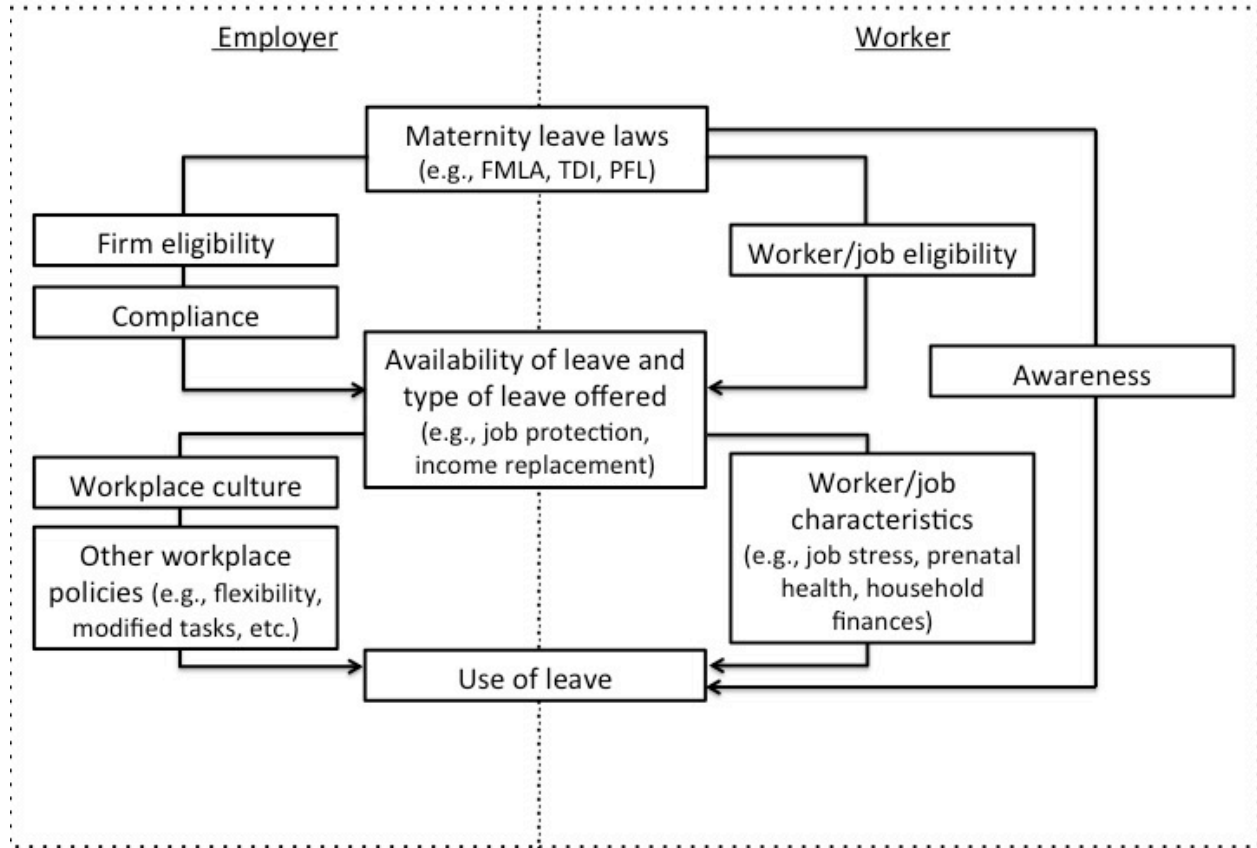 Employer
Worker
Maternity leave laws
(e.g., FMLA, TDI, PFL)
Firm eligibility
Worker/job eligibility
Compliance
Availability of leave and
type of leave offered
(e.g., job protection,
income replacement)
Awareness
Workplace culture
Other workplace
policies (e.g., flexibility,
modified tasks, etc.)
Worker/job
characteristics
(e.g., job stress, prenatal
health, household
finances)
Use of leave